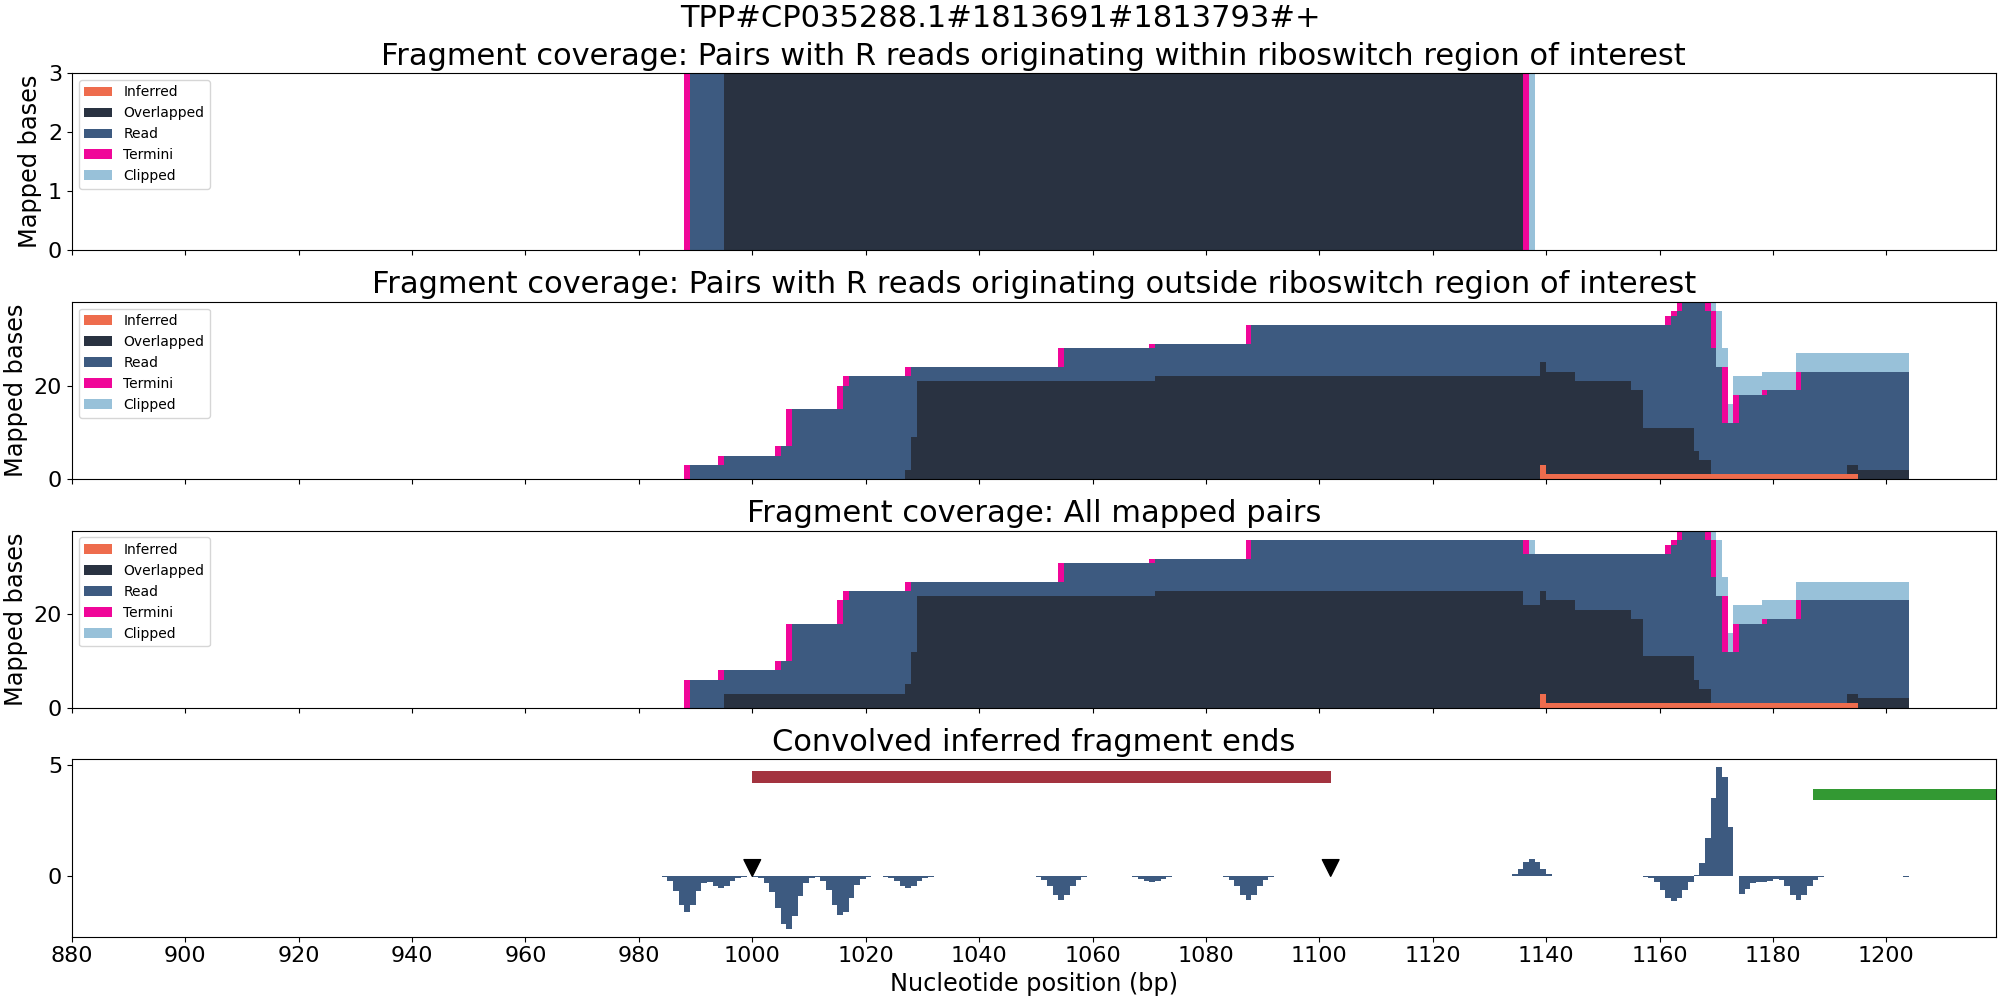 TPP#CP035288.1#1813691#1813793#+
Fragment coverage: Pairs with R reads originating within riboswitch region of interest
Mapped bases
3
2
1
0
Inferred
Overlapped
Read
Termini
Clipped
Fragment coverage: Pairs with R reads originating outside riboswitch region of interest
Mapped bases
20
0
Inferred
Overlapped
Read
Termini
Clipped
Fragment coverage: All mapped pairs
Mapped bases
20
0
Inferred
Overlapped
Read
Termini
Clipped
Convolved inferred fragment ends
5
0
880 900 920 940 960 980 1000 1020 1040 1060 1080 1100 1120 1140 1160 1180 1200
Nucleotide position (bp)